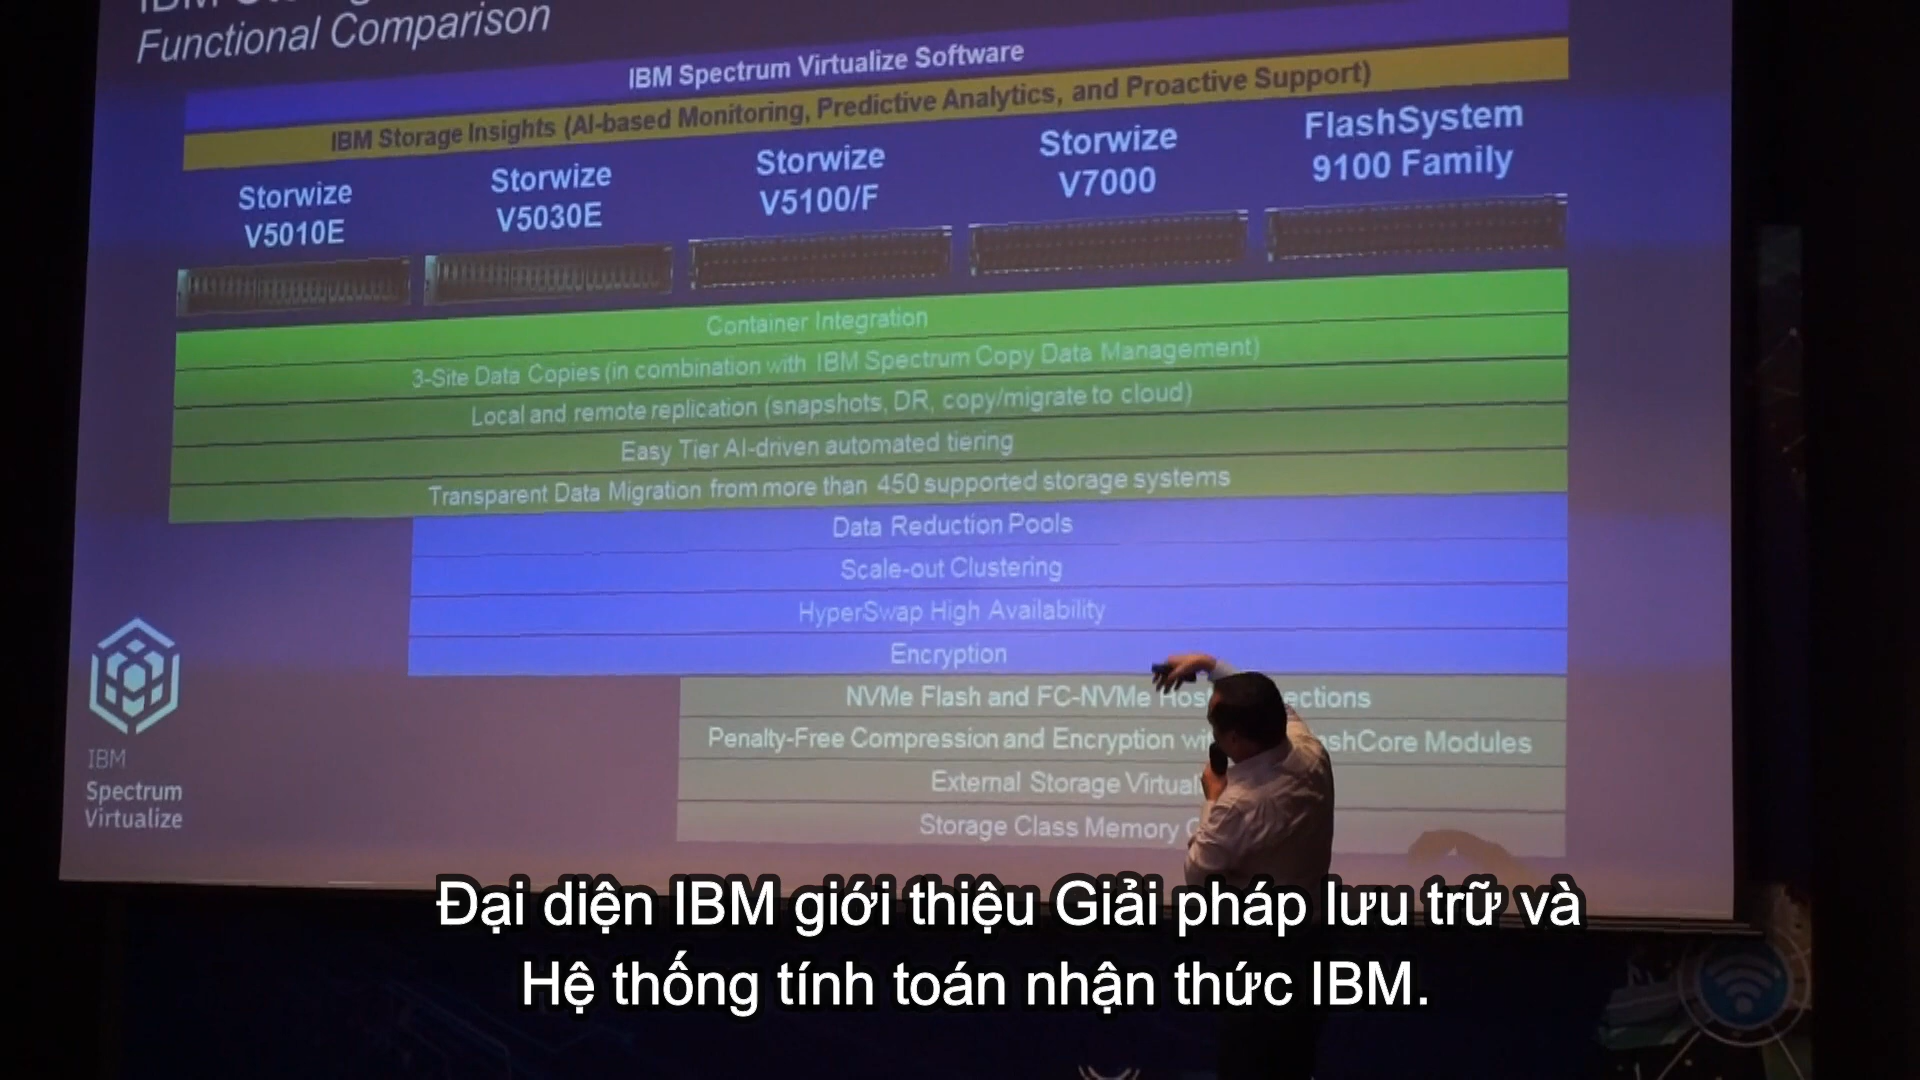 Functional Comparison
IBM Spectrum Virtualize Software
IBM Storage Insights (AI-based Monitoring, Predictive Analytics, and Proactive Support)
Storwize
V5010E
Storwize
V5030E
Storwize
V5100/F
Storwize
V7000
FlashSystem
9100 Family
Container Integration
3-Site Data Copies (in combination with IBM Spectrum Copy Data Management)
Local and remote replication (snapshots, DR, copy/migrate to cloud)
Easy Tier AI-driven automated tiering
Transparent Data Migration from more than 450 supported storage systems
Data Reduction Pools
Scale-out Clustering
HyperSwap High Availability
Encryption
NVMe Flash and FC-NVMe
Penalty-Free Compression and Encryption Modules
External Storage
Storage Class Memory
IBM
Spectrum
Virtualize
Đại diện IBM giới thiệu Giải pháp lưu trữ và
Hệ thống tính toán nhận thức IBM.